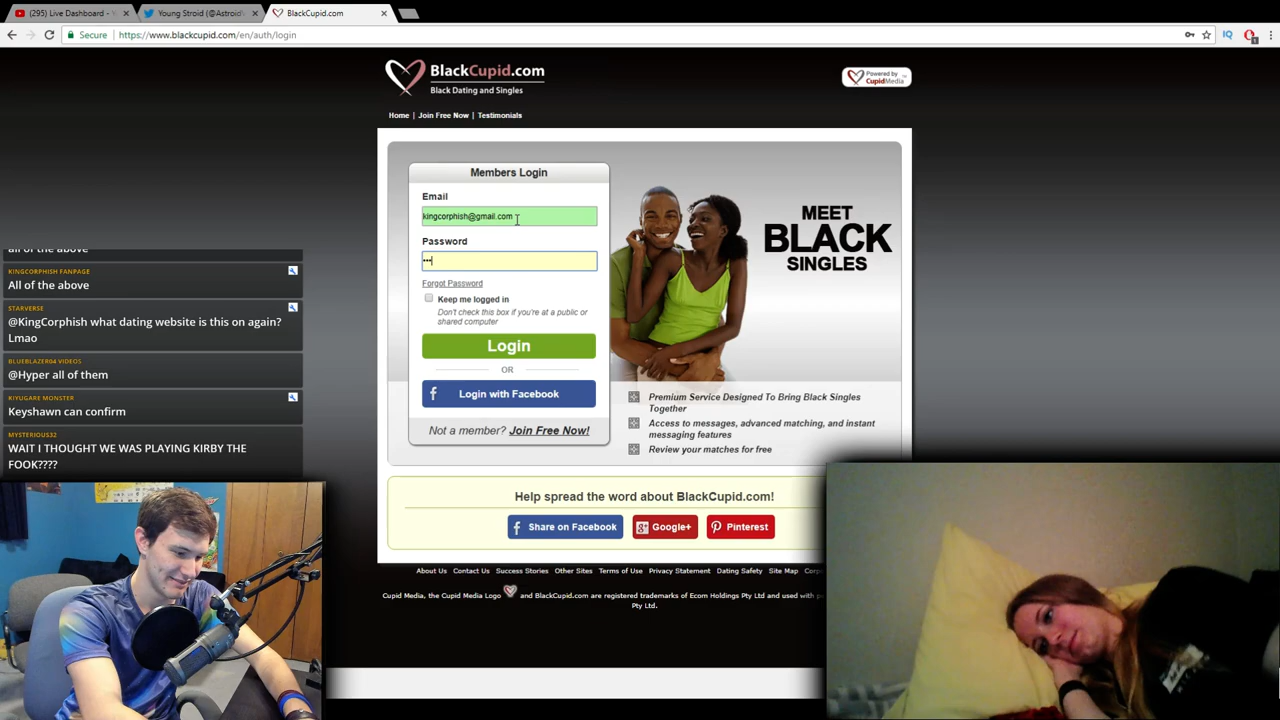 (295) Live Dashboard -
Young Stroid (@Astroid
BlackCupid.com
Secure
https://www.blackcupid.com/en/auth/login
BlackCupid.com
Black Dating and Singles
Powered by
CupidMedia
Home | Join Free Now | Testimonials
Members Login
Email
kingcorphish@gmail.com
Password
•••
Forgot Password
Keep me logged in
Don't check this box if you're at a public or
shared computer
Login
OR
f Login with Facebook
Not a member? Join Free Now!
MEET
BLACK
SINGLES
Premium Service Designed To Bring Black Singles
Together
Access to messages, advanced matching, and instant
messaging features
Review your matches for free
Help spread the word about BlackCupid.com!
f Share on Facebook
Google+
Pinterest
About Us
Contact Us
Success Stories
Other Sites
Terms of Use
Privacy Statement
Dating Safety
Site Map
Cupid Media, the Cupid Media Logo and BlackCupid.com are registered trademarks of Ecom Holdings Pty Ltd and used with
Pty Ltd.
all of the above
KINGCORPHISH FANPAGE
All of the above
STARVERSE
@KingCorphish what dating website is this on again?
Lmao
BLUEBLAZER04 VIDEOS
@Hyper all of them
KIYUGARE MONSTER
Keyshawn can confirm
MYSTERIOUS32
WAIT I THOUGHT WE WAS PLAYING KIRBY THE
FOOK????